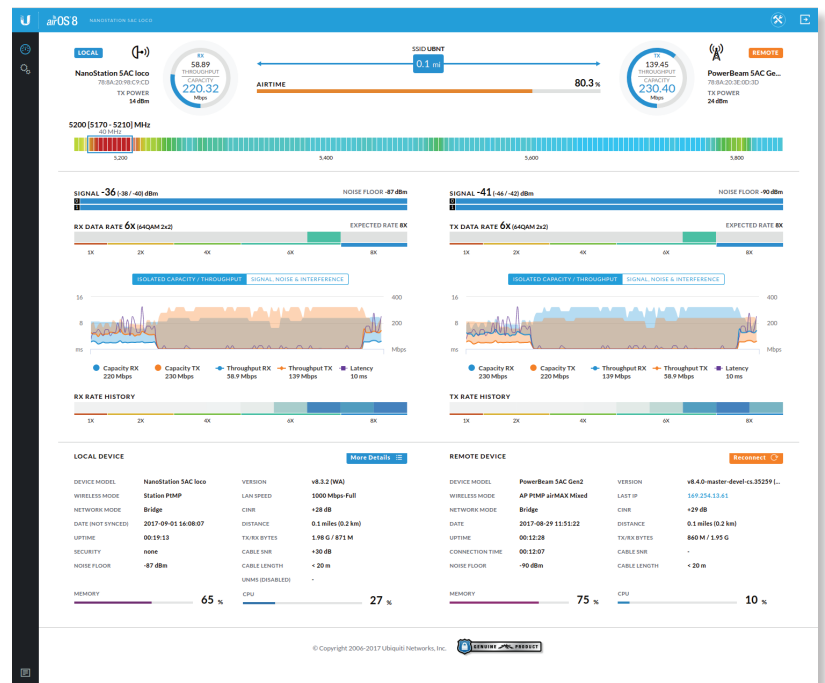 U airOS 8 NANOSTATION 5AC LOCO
LOCAL
NanoStation 5AC loco
78:8A:20:98:C9:CD
TX POWER
14 dBm
RX
58.89
THROUGHPUT
CAPACITY
220.32
Mbps
SSID UBNT
0.1 mi
AIRTIME 80.3 %
TX
139.45
THROUGHPUT
CAPACITY
230.40
Mbps
REMOTE
PowerBeam 5AC Ge...
78:8A:20:3E:0D:3D
TX POWER
24 dBm
5200 [5170 - 5210] MHz
40 MHz
5,200 5,400 5,600 5,800
SIGNAL -36 (-38 / -40) dBm NOISE FLOOR -87 dBm
0
1
RX DATA RATE 6X (64QAM 2x2) EXPECTED RATE 8X
1X 2X 4X 6X 8X
ISOLATED CAPACITY / THROUGHPUT SIGNAL, NOISE & INTERFERENCE
16 400
8 200
ms Mbps
Capacity RX Capacity TX Throughput RX Throughput TX Latency
220 Mbps 230 Mbps 58.9 Mbps 139 Mbps 10 ms
RX RATE HISTORY
1X 2X 4X 6X 8X
SIGNAL -41 (-46 / -42) dBm NOISE FLOOR -90 dBm
0
1
TX DATA RATE 6X (64QAM 2x2) EXPECTED RATE 8X
1X 2X 4X 6X 8X
ISOLATED CAPACITY / THROUGHPUT SIGNAL, NOISE & INTERFERENCE
16 400
8 200
ms Mbps
Capacity RX Capacity TX Throughput RX Throughput TX Latency
230 Mbps 220 Mbps 139 Mbps 58.9 Mbps 10 ms
TX RATE HISTORY
1X 2X 4X 6X 8X
LOCAL DEVICE More Details
DEVICE MODEL NanoStation 5AC loco VERSION v8.3.2 (WA)
WIRELESS MODE Station PtMP LAN SPEED 1000 Mbps-Full
NETWORK MODE Bridge CINR +28 dB
DATE (NOT SYNCED) 2017-09-01 16:08:07 DISTANCE 0.1 miles (0.2 km)
UPTIME 00:19:13 TX/RX BYTES 1.98 G / 871 M
SECURITY none CABLE SNR +30 dB
NOISE FLOOR -87 dBm CABLE LENGTH < 20 m
UNMS (DISABLED) -
MEMORY 65 % CPU 27 %
REMOTE DEVICE Reconnect
DEVICE MODEL PowerBeam 5AC Gen2 VERSION v8.4.0-master-devel-cs.35259 (...
WIRELESS MODE AP PtMP airMAX Mixed LAST IP 169.254.13.61
NETWORK MODE Bridge CINR +29 dB
DATE 2017-08-29 11:51:22 DISTANCE 0.1 miles (0.2 km)
UPTIME 00:12:28 TX/RX BYTES 860 M / 1.95 G
CONNECTION TIME 00:12:07 CABLE SNR -
NOISE FLOOR -90 dBm CABLE LENGTH < 20 m
MEMORY 75 % CPU 10 %
© Copyright 2006-2017 Ubiquiti Networks, Inc. GENUINE PRODUCT